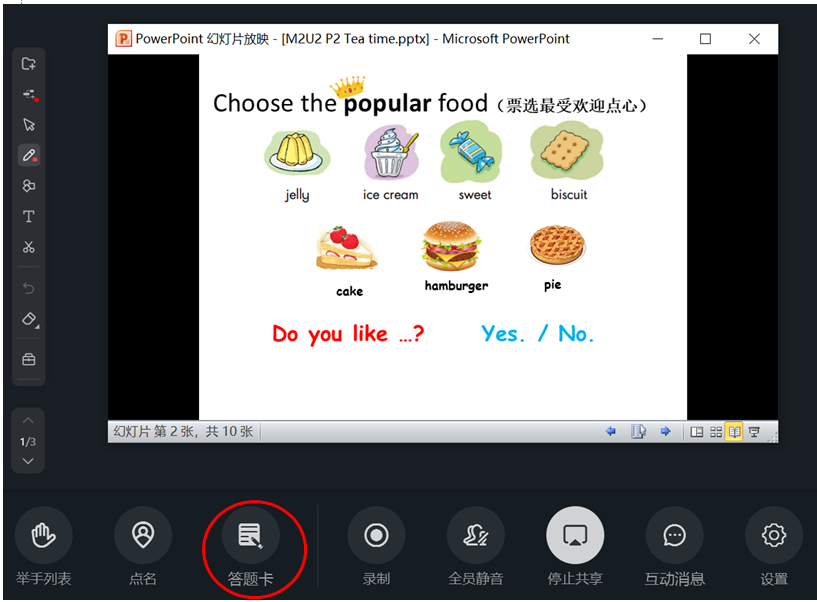 PowerPoint 幻灯片放映 - [M2U2 P2 Tea time.pptx] - Microsoft PowerPoint
Choose the popular food（票选最受欢迎点心）
jelly ice cream sweet biscuit
cake hamburger pie
Do you like ...? Yes. / No.
幻灯片 第 2 张，共 10 张
1/3
举手列表 点名 答题卡 录制 全员静音 停止共享 互动消息 设置